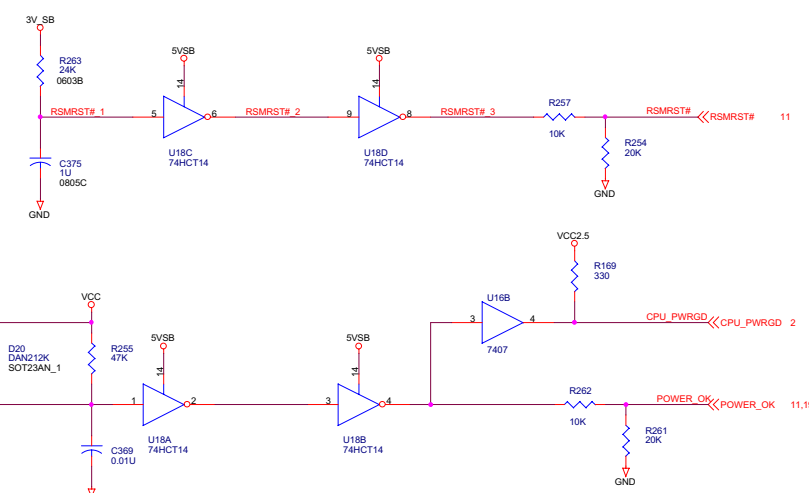 3V_SB
R263
24K
0603B
RSMRST#_1
5
5VSB
14
6
U18C
74HCT14
RSMRST#_2
9
5VSB
14
8
U18D
74HCT14
RSMRST#_3
R257
10K
RSMRST#
RSMRST#
11
R254
20K
GND
C375
1U
0805C
GND
VCC2.5
R169
330
U16B
3
4
7407
CPU_PWRGD
CPU_PWRGD
2
VCC
D20
DAN212K
SOT23AN_1
R255
47K
5VSB
14
1
2
U18A
74HCT14
5VSB
14
3
4
U18B
74HCT14
R262
10K
POWER_OK
POWER_OK
11,1
R261
20K
GND
C369
0.01U